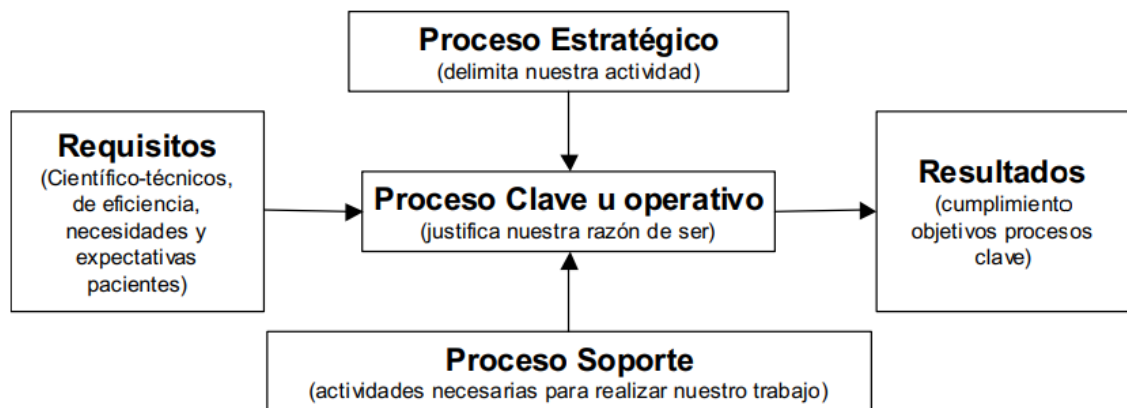 Proceso Estratégico
(delimita nuestra actividad)
Requisitos
(Científico-técnicos,
de eficiencia,
necesidades y
expectativas
pacientes)
Proceso Clave u operativo
(justifica nuestra razón de ser)
Resultados
(cumplimiento
objetivos procesos
clave)
Proceso Soporte
(actividades necesarias para realizar nuestro trabajo)